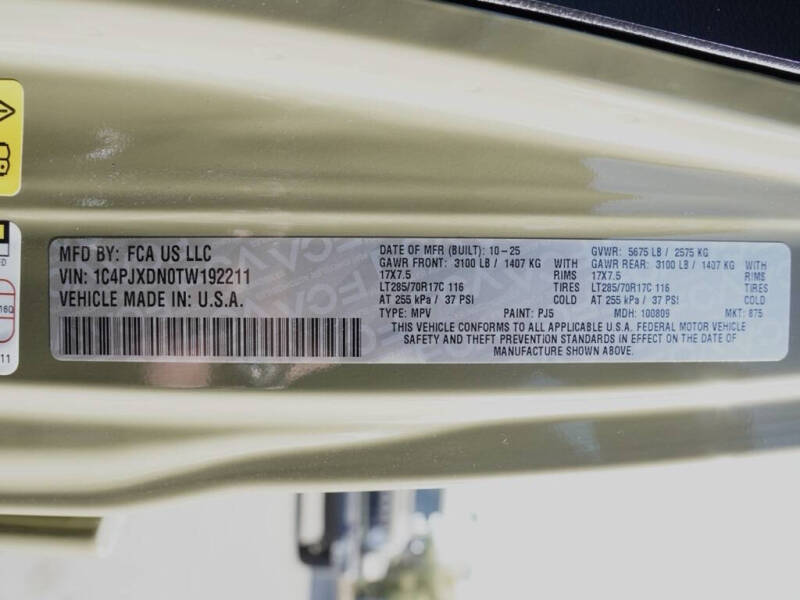 MFD BY: FCA US LLC
VIN: 1C4PJXDN0TW192211
VEHICLE MADE IN: U.S.A.
DATE OF MFR (BUILT): 10-25
GAWR FRONT: 3100 LB / 1407 KG WITH
17X7.5 RIMS
LT285/70R17C 116 TIRES
AT 255 kPa / 37 PSI COLD
GVWR: 5675 LB / 2575 KG
GAWR REAR: 3100 LB / 1407 KG WITH
17X7.5 RIMS
LT285/70R17C 116 TIRES
AT 255 kPa / 37 PSI COLD
TYPE: MPV PAINT: PJ5 MDH: 100809 MKT: 875
THIS VEHICLE CONFORMS TO ALL APPLICABLE U.S.A. FEDERAL MOTOR VEHICLE
SAFETY AND THEFT PREVENTION STANDARDS IN EFFECT ON THE DATE OF
MANUFACTURE SHOWN ABOVE.
ED
16Q
11